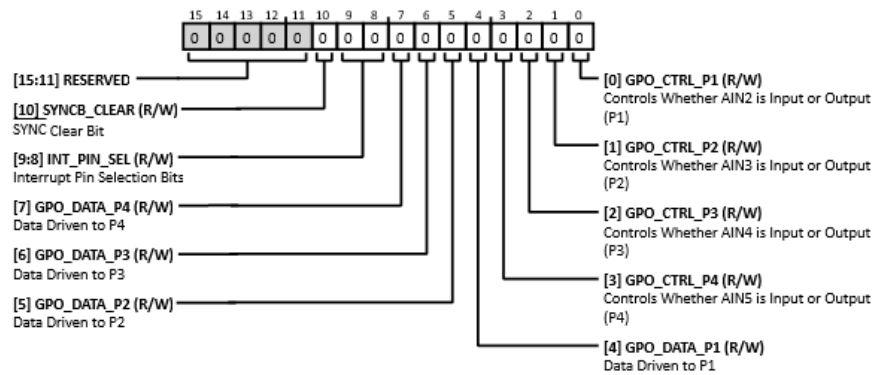 15 14 13 12 11 10 9 8 7 6 5 4 3 2 1 0
0 0 0 0 0 0 0 0 0 0 0 0 0 0 0 0
[15:11] RESERVED
[10] SYNCB_CLEAR (R/W)
SYNC Clear Bit
[9:8] INT_PIN_SEL (R/W)
Interrupt Pin Selection Bits
[7] GPO_DATA_P4 (R/W)
Data Driven to P4
[6] GPO_DATA_P3 (R/W)
Data Driven to P3
[5] GPO_DATA_P2 (R/W)
Data Driven to P2
[0] GPO_CTRL_P1 (R/W)
Controls Whether AIN2 is Input or Output
(P1)
[1] GPO_CTRL_P2 (R/W)
Controls Whether AIN3 is Input or Output
(P2)
[2] GPO_CTRL_P3 (R/W)
Controls Whether AIN4 is Input or Output
(P3)
[3] GPO_CTRL_P4 (R/W)
Controls Whether AIN5 is Input or Output
(P4)
[4] GPO_DATA_P1 (R/W)
Data Driven to P1